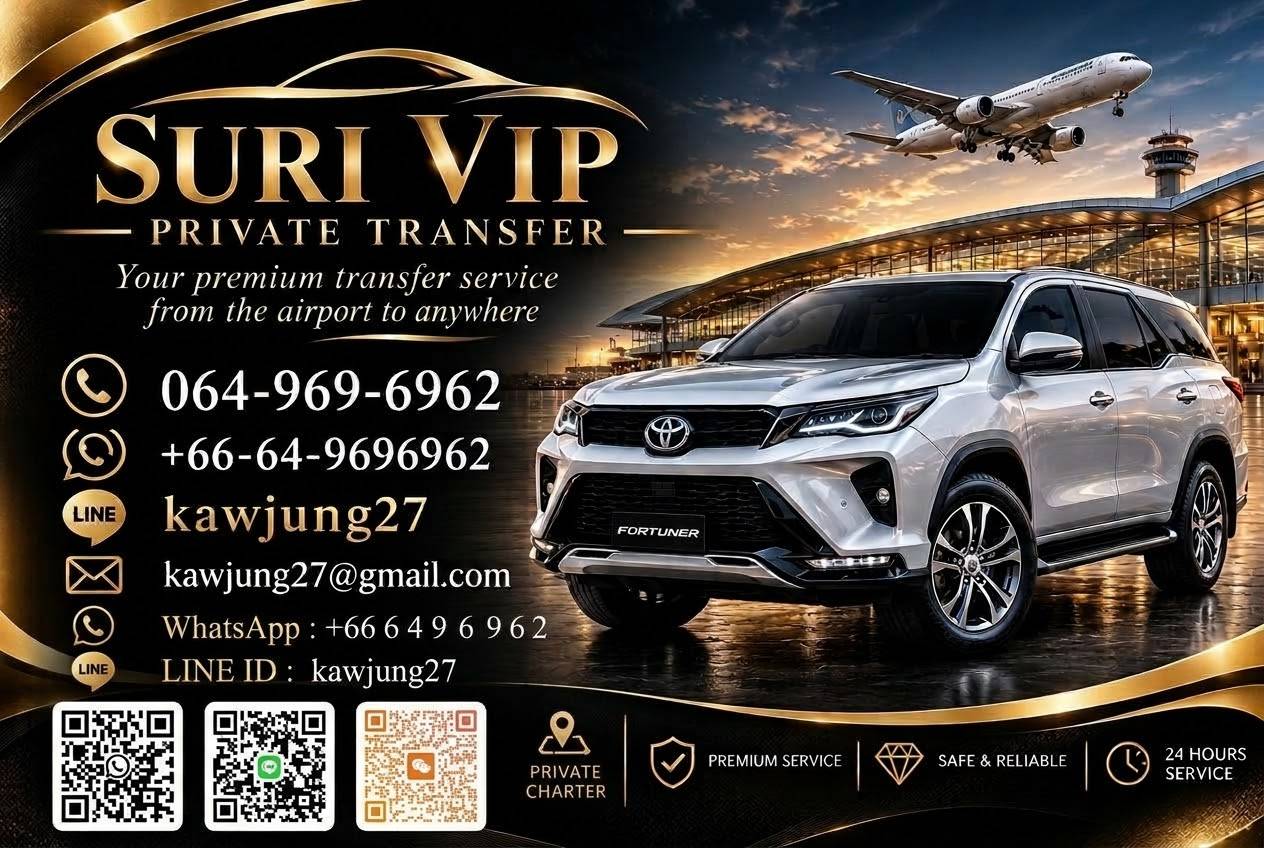 SURI VIP
PRIVATE TRANSFER
Your premium transfer service
from the airport to anywhere
064-969-6962
+66-64-9696962
LINE kawjung27
kawjung27@gmail.com
WhatsApp : +66 6 4 9 6 9 6 2
LINE LINE ID : kawjung27
FORTUNER
PRIVATE
CHARTER
PREMIUM SERVICE
SAFE & RELIABLE
24 HOURS
SERVICE